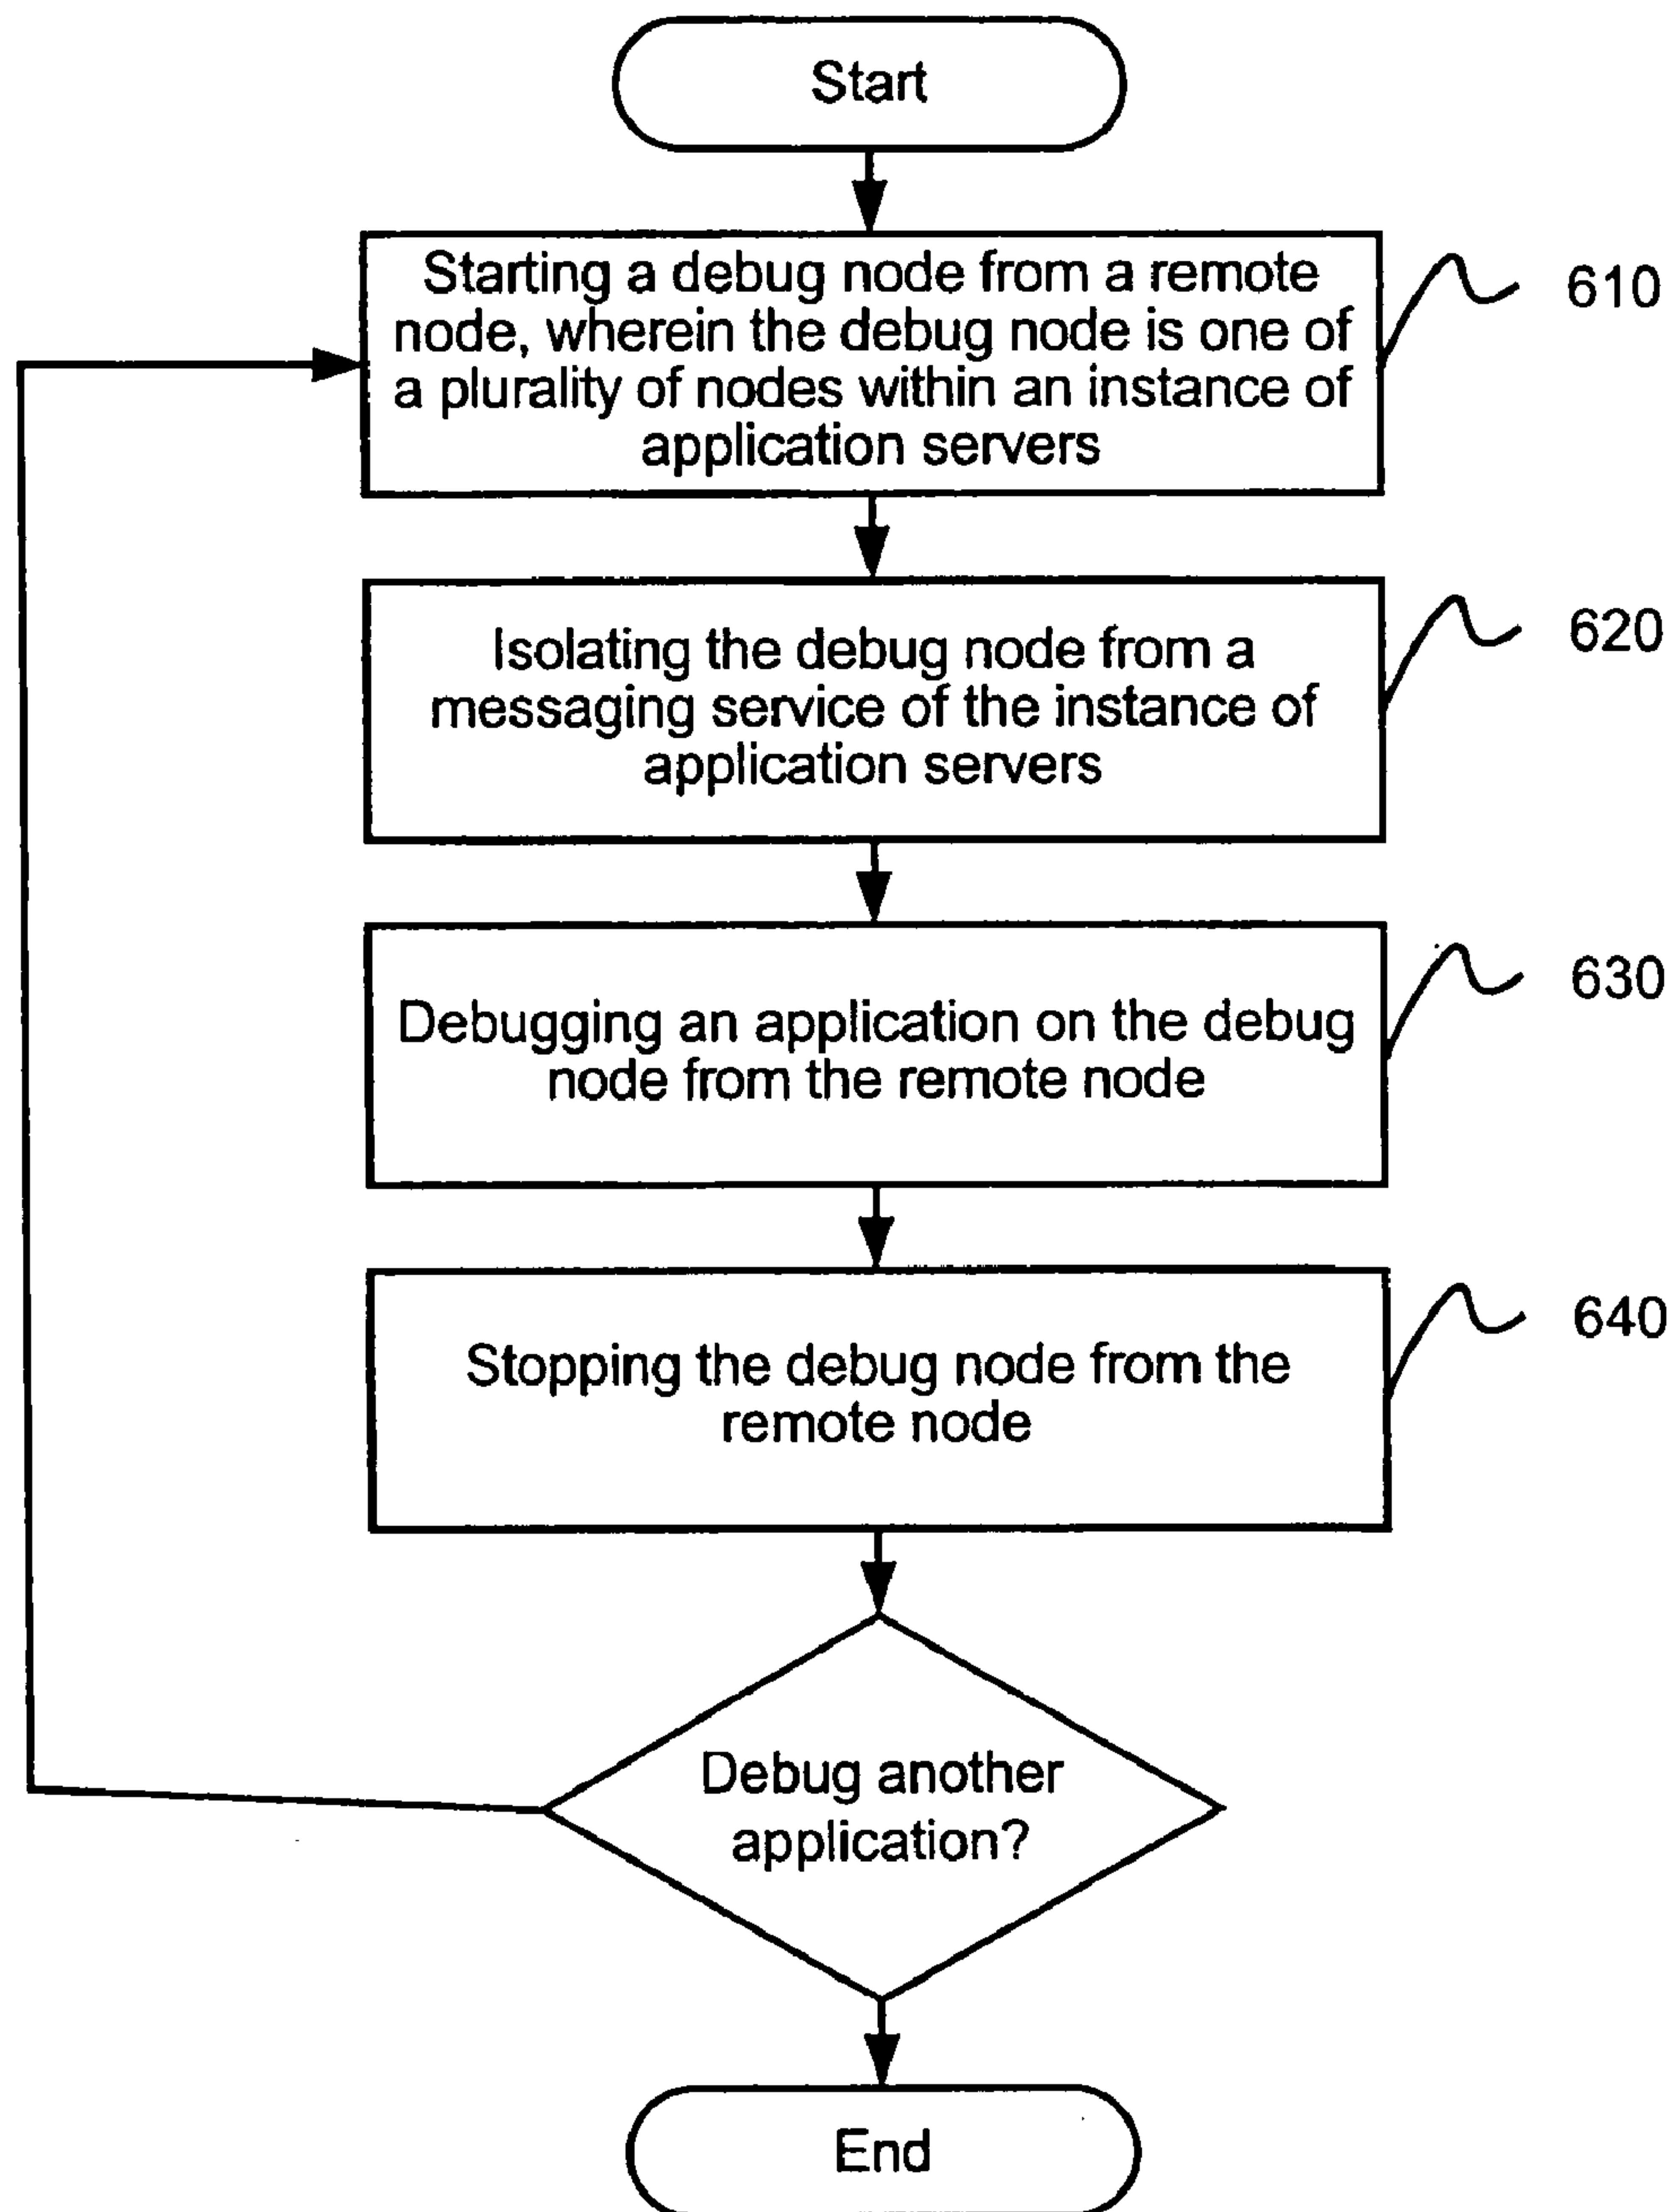 Start
Starting a debug node from a remote
node, wherein the debug node is one of
a plurality of nodes within an instance of
application servers
610
Isolating the debug node from a
messaging service of the instance of
application servers
620
Debugging an application on the debug
node from the remote node
630
Stopping the debug node from the
remote node
640
Debug another
application?
End